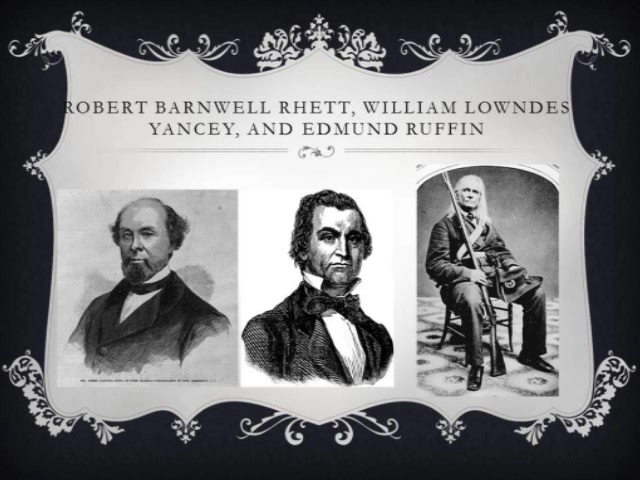 ROBERT BARNWELL RHETT, WILLIAM LOWNDES
YANCEY, AND EDMUND RUFFIN